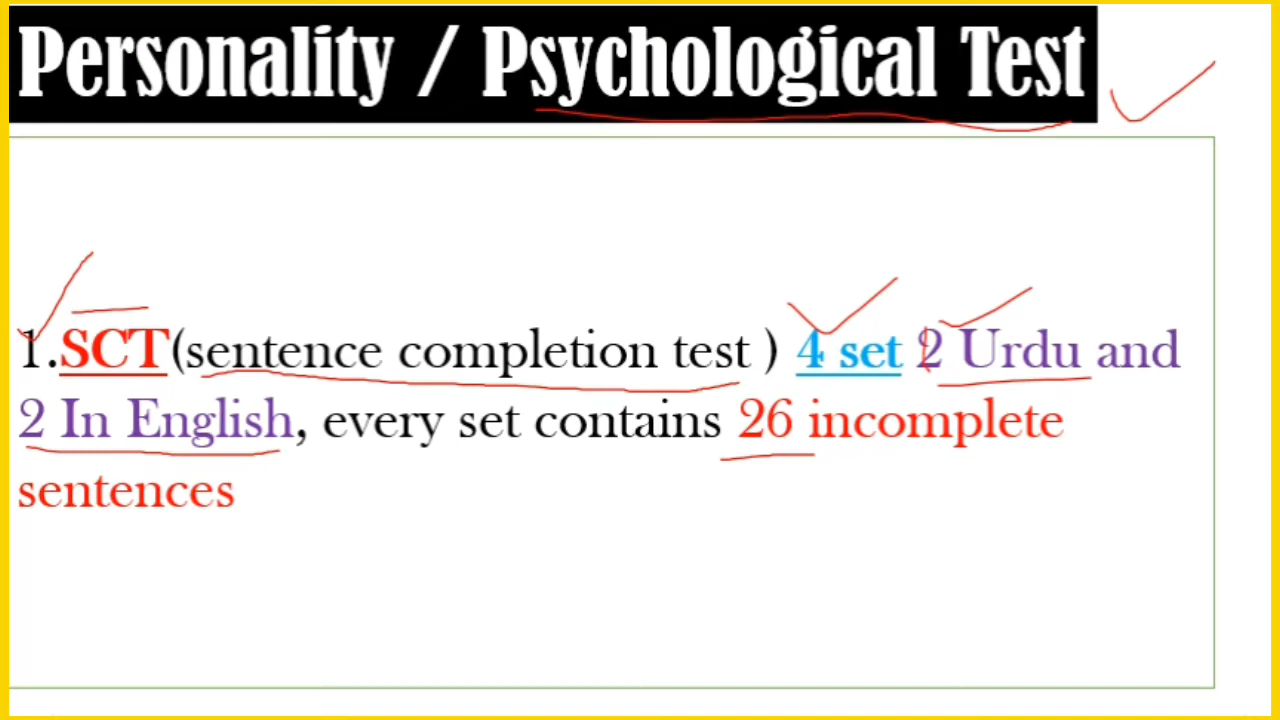 Personality / Psychological Test
1.SCT(sentence completion test ) 4 set 2 Urdu and
2 In English, every set contains 26 incomplete
sentences